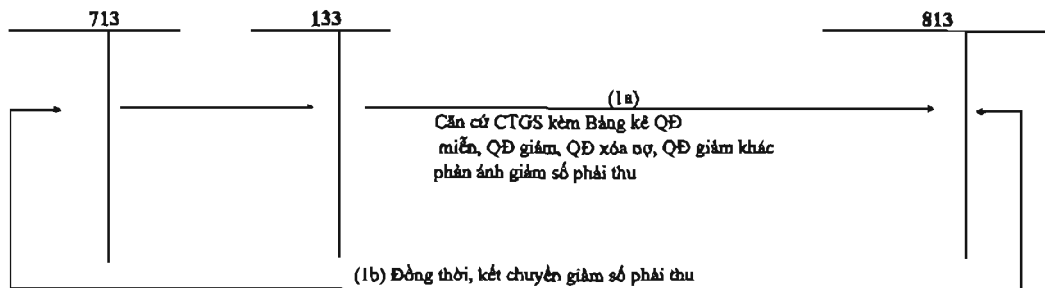 713
133
813
(1a)
Căn cứ CTGS kèm Bảng kê QĐ
miễn, QĐ giảm, QĐ xóa nợ, QĐ giảm khác
phản ánh giảm số phải thu
(1b) Đồng thời, kết chuyển giảm số phải thu